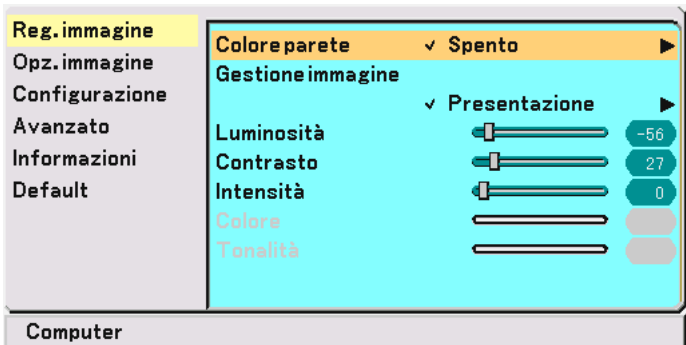 Reg. immagine
Opz. immagine
Configurazione
Avanzato
Informazioni
Default
Colore parete ✓ Spento
Gestione immagine
✓ Presentazione
Luminosità -56
Contrasto 27
Intensità 0
Colore
Tonalità
Computer